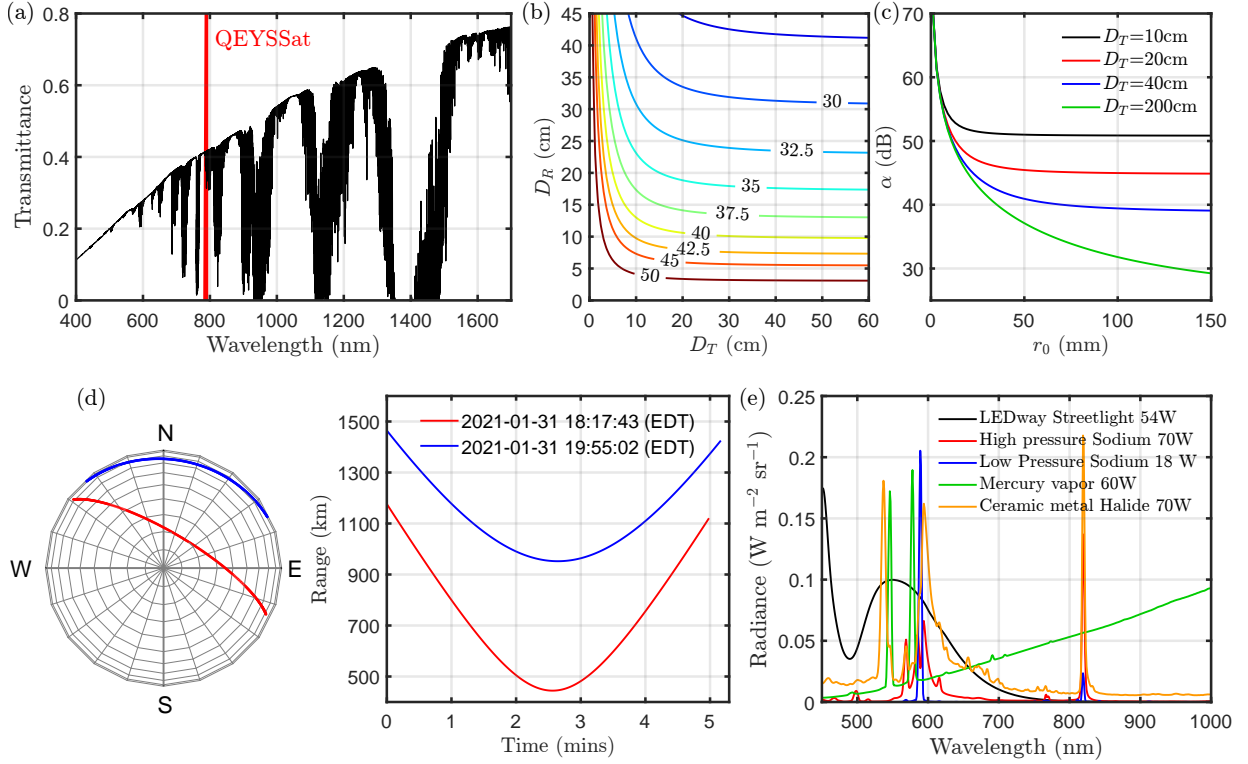 (a)
QEYSSat
Transmittance
0.8
0.6
0.4
0.2
0
400
600
800
1000
1200
1400
1600
Wavelength (nm)
(b)
D_R (cm)
45
40
35
30
25
20
15
10
5
0
30
32.5
35
37.5
40
42.5
45
50
0
10
20
30
40
50
60
D_T (cm)
(c)
α (dB)
70
60
50
40
30
D_T=10cm
D_T=20cm
D_T=40cm
D_T=200cm
0
50
100
150
r_0 (mm)
(d)
N
W
E
S
Range (km)
1500
1300
1100
900
700
500
2021-01-31 18:17:43 (EDT)
2021-01-31 19:55:02 (EDT)
0
1
2
3
4
5
Time (mins)
(e)
Radiance (W m⁻² sr⁻¹)
0.25
0.2
0.15
0.1
0.05
0
LEDway Streetlight 54W
High pressure Sodium 70W
Low Pressure Sodium 18 W
Mercury vapor 60W
Ceramic metal Halide 70W
500
600
700
800
900
1000
Wavelength (nm)